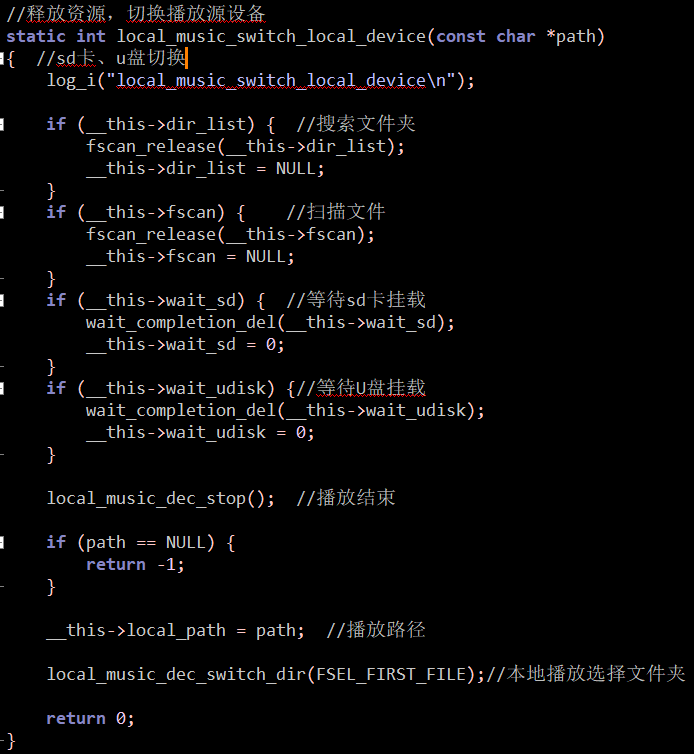 //释放资源，切换播放源设备
static int local_music_switch_local_device(const char *path)
{  //sd卡、u盘切换
    log_i("local_music_switch_local_device\n");

    if (__this->dir_list) {  //搜索文件夹
        fscan_release(__this->dir_list);
        __this->dir_list = NULL;
    }
    if (__this->fscan) {    //扫描文件
        fscan_release(__this->fscan);
        __this->fscan = NULL;
    }
    if (__this->wait_sd) {  //等待sd卡挂载
        wait_completion_del(__this->wait_sd);
        __this->wait_sd = 0;
    }
    if (__this->wait_udisk) {//等待U盘挂载
        wait_completion_del(__this->wait_udisk);
        __this->wait_udisk = 0;
    }

    local_music_dec_stop();  //播放结束

    if (path == NULL) {
        return -1;
    }

    __this->local_path = path;  //播放路径

    local_music_dec_switch_dir(FSEL_FIRST_FILE);//本地播放选择文件夹

    return 0;
}